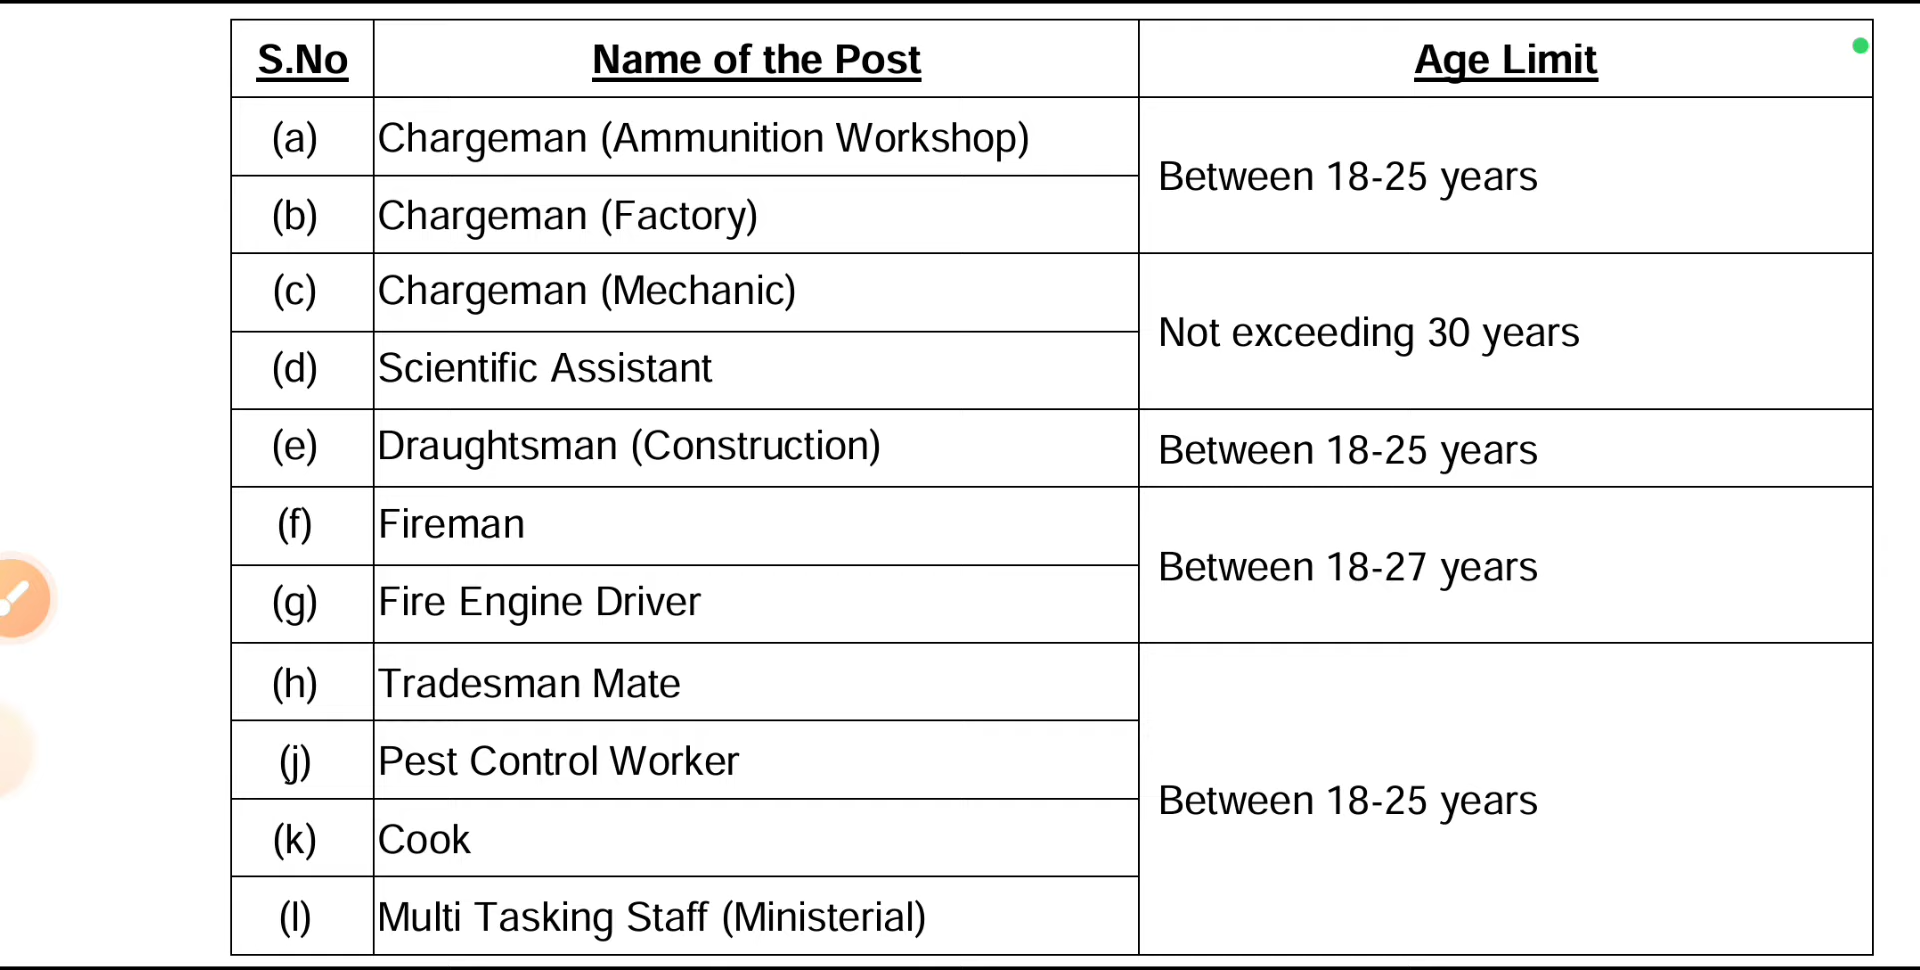 S.No Name of the Post Age Limit
(a) Chargeman (Ammunition Workshop)
Between 18-25 years
(b) Chargeman (Factory)
(c) Chargeman (Mechanic)
Not exceeding 30 years
(d) Scientific Assistant
(e) Draughtsman (Construction) Between 18-25 years
(f) Fireman
Between 18-27 years
(g) Fire Engine Driver
(h) Tradesman Mate
(j) Pest Control Worker
Between 18-25 years
(k) Cook
(l) Multi Tasking Staff (Ministerial)